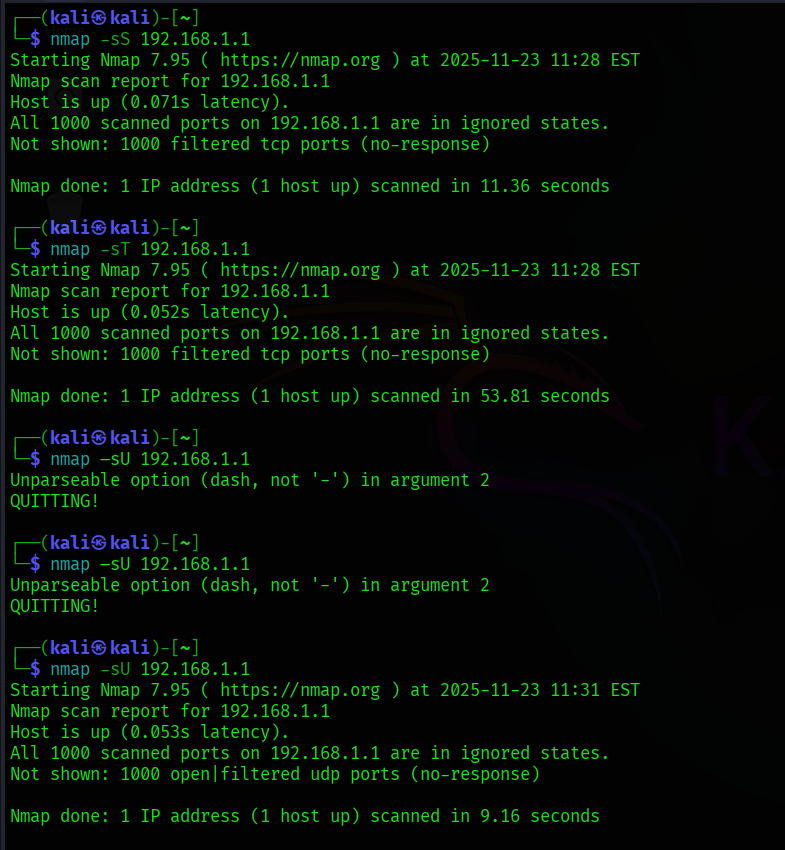 ┌──(kali㉿kali)-[~]
└─$ nmap -sS 192.168.1.1
Starting Nmap 7.95 ( https://nmap.org ) at 2025-11-23 11:28 EST
Nmap scan report for 192.168.1.1
Host is up (0.071s latency).
All 1000 scanned ports on 192.168.1.1 are in ignored states.
Not shown: 1000 filtered tcp ports (no-response)

Nmap done: 1 IP address (1 host up) scanned in 11.36 seconds

┌──(kali㉿kali)-[~]
└─$ nmap -sT 192.168.1.1
Starting Nmap 7.95 ( https://nmap.org ) at 2025-11-23 11:28 EST
Nmap scan report for 192.168.1.1
Host is up (0.052s latency).
All 1000 scanned ports on 192.168.1.1 are in ignored states.
Not shown: 1000 filtered tcp ports (no-response)

Nmap done: 1 IP address (1 host up) scanned in 53.81 seconds

┌──(kali㉿kali)-[~]
└─$ nmap –sU 192.168.1.1
Unparseable option (dash, not '-') in argument 2
QUITTING!

┌──(kali㉿kali)-[~]
└─$ nmap –sU 192.168.1.1
Unparseable option (dash, not '-') in argument 2
QUITTING!

┌──(kali㉿kali)-[~]
└─$ nmap -sU 192.168.1.1
Starting Nmap 7.95 ( https://nmap.org ) at 2025-11-23 11:31 EST
Nmap scan report for 192.168.1.1
Host is up (0.053s latency).
All 1000 scanned ports on 192.168.1.1 are in ignored states.
Not shown: 1000 open|filtered udp ports (no-response)

Nmap done: 1 IP address (1 host up) scanned in 9.16 seconds